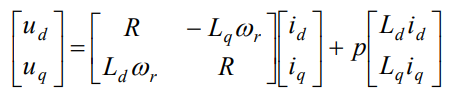 [u_d; u_q] = [R, -L_q ω_r; L_d ω_r, R] [i_d; i_q] + p [L_d i_d; L_q i_q]